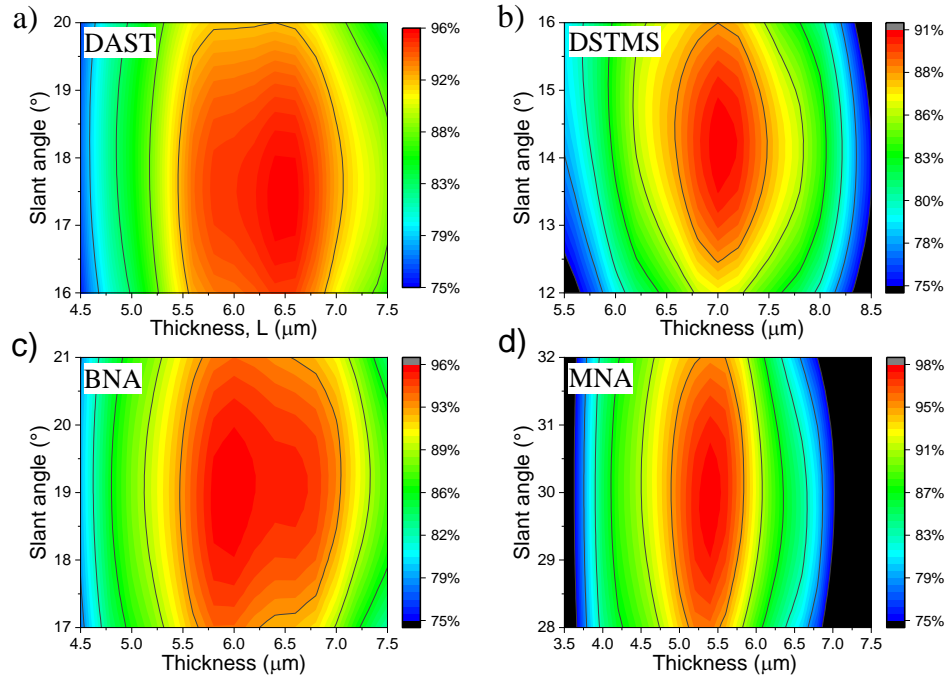 a)
DAST
Slant angle (°)
20
19
18
17
16
4.5 5.0 5.5 6.0 6.5 7.0 7.5
Thickness, L (μm)
96%
92%
88%
83%
79%
75%
b)
DSTMS
Slant angle (°)
16
15
14
13
12
5.5 6.0 6.5 7.0 7.5 8.0 8.5
Thickness (μm)
91%
88%
86%
83%
80%
78%
75%
c)
BNA
Slant angle (°)
21
20
19
18
17
4.5 5.0 5.5 6.0 6.5 7.0 7.5
Thickness (μm)
96%
93%
89%
86%
82%
79%
75%
d)
MNA
Slant angle (°)
32
31
30
29
28
3.5 4.0 4.5 5.0 5.5 6.0 6.5 7.0 7.5
Thickness (μm)
98%
95%
91%
87%
83%
79%
75%